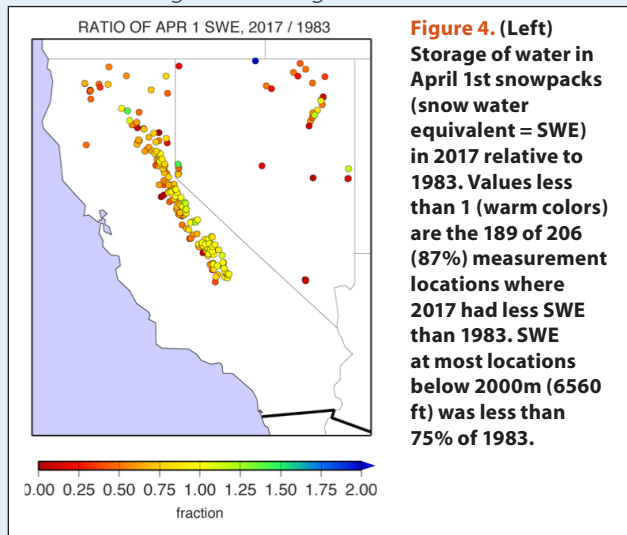 RATIO OF APR 1 SWE, 2017 / 1983
Figure 4. (Left)
Storage of water in
April 1st snowpacks
(snow water
equivalent = SWE)
in 2017 relative to
1983. Values less
than 1 (warm colors)
are the 189 of 206
(87%) measurement
locations where
2017 had less SWE
than 1983. SWE
at most locations
below 2000m (6560
ft) was less than
75% of 1983.
0.00 0.25 0.50 0.75 1.00 1.25 1.50 1.75 2.00
fraction